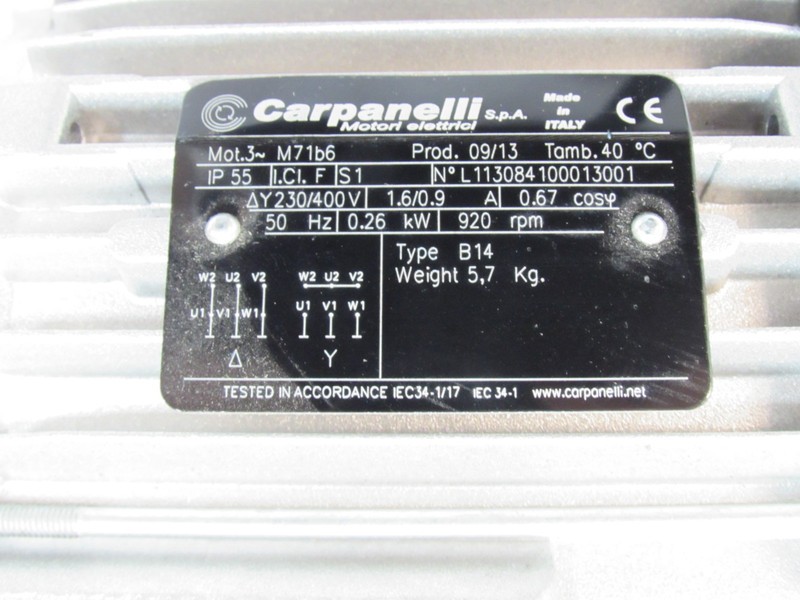 Carpanelli S.p.A.
Motori elettrici
Made in ITALY
CE
Mot.3~ M71b6 Prod. 09/13 Tamb. 40 °C
IP 55 I.Cl. F S1 N° L113084100013001
ΔY 230/400 V 1.6/0.9 A 0.67 cosφ
50 Hz 0.26 kW 920 rpm
Type B14
Weight 5,7 Kg.
W2 U2 V2 W2 U2 V2
U1 V1 W1 U1 V1 W1
Δ Y
TESTED IN ACCORDANCE IEC34-1/17 IEC 34-1 www.carpanelli.net